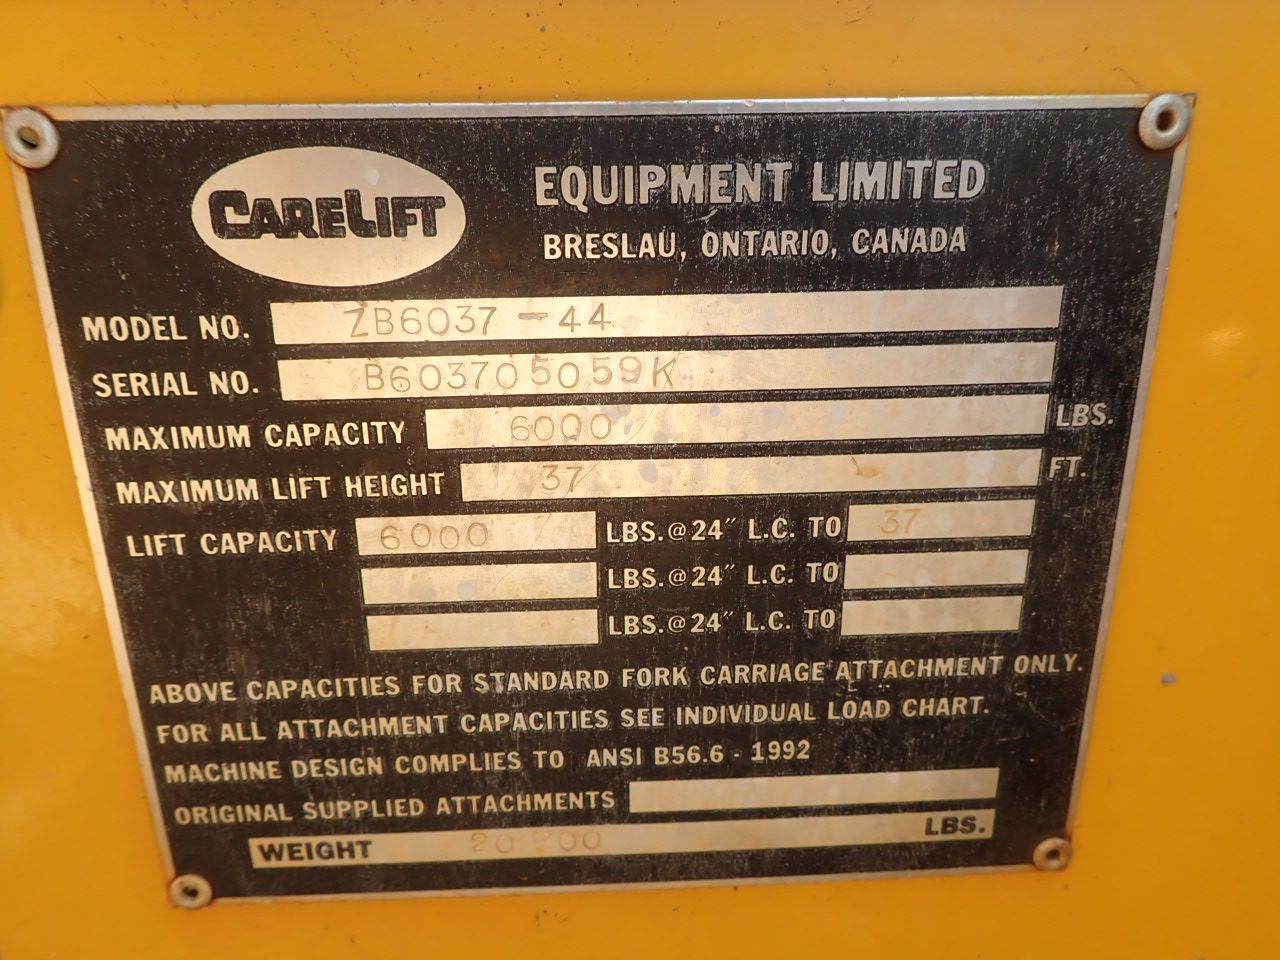 CARELIFT EQUIPMENT LIMITED
BRESLAU, ONTARIO, CANADA
MODEL NO. ZB6037-44
SERIAL NO. B603705059K
MAXIMUM CAPACITY 6000 LBS.
MAXIMUM LIFT HEIGHT 37 FT.
LIFT CAPACITY 6000 LBS.@24" L.C. TO 37
LBS.@24" L.C. TO
LBS.@24" L.C. TO
ABOVE CAPACITIES FOR STANDARD FORK CARRIAGE ATTACHMENT ONLY.
FOR ALL ATTACHMENT CAPACITIES SEE INDIVIDUAL LOAD CHART.
MACHINE DESIGN COMPLIES TO ANSI B56.6 - 1992
ORIGINAL SUPPLIED ATTACHMENTS
WEIGHT LBS.